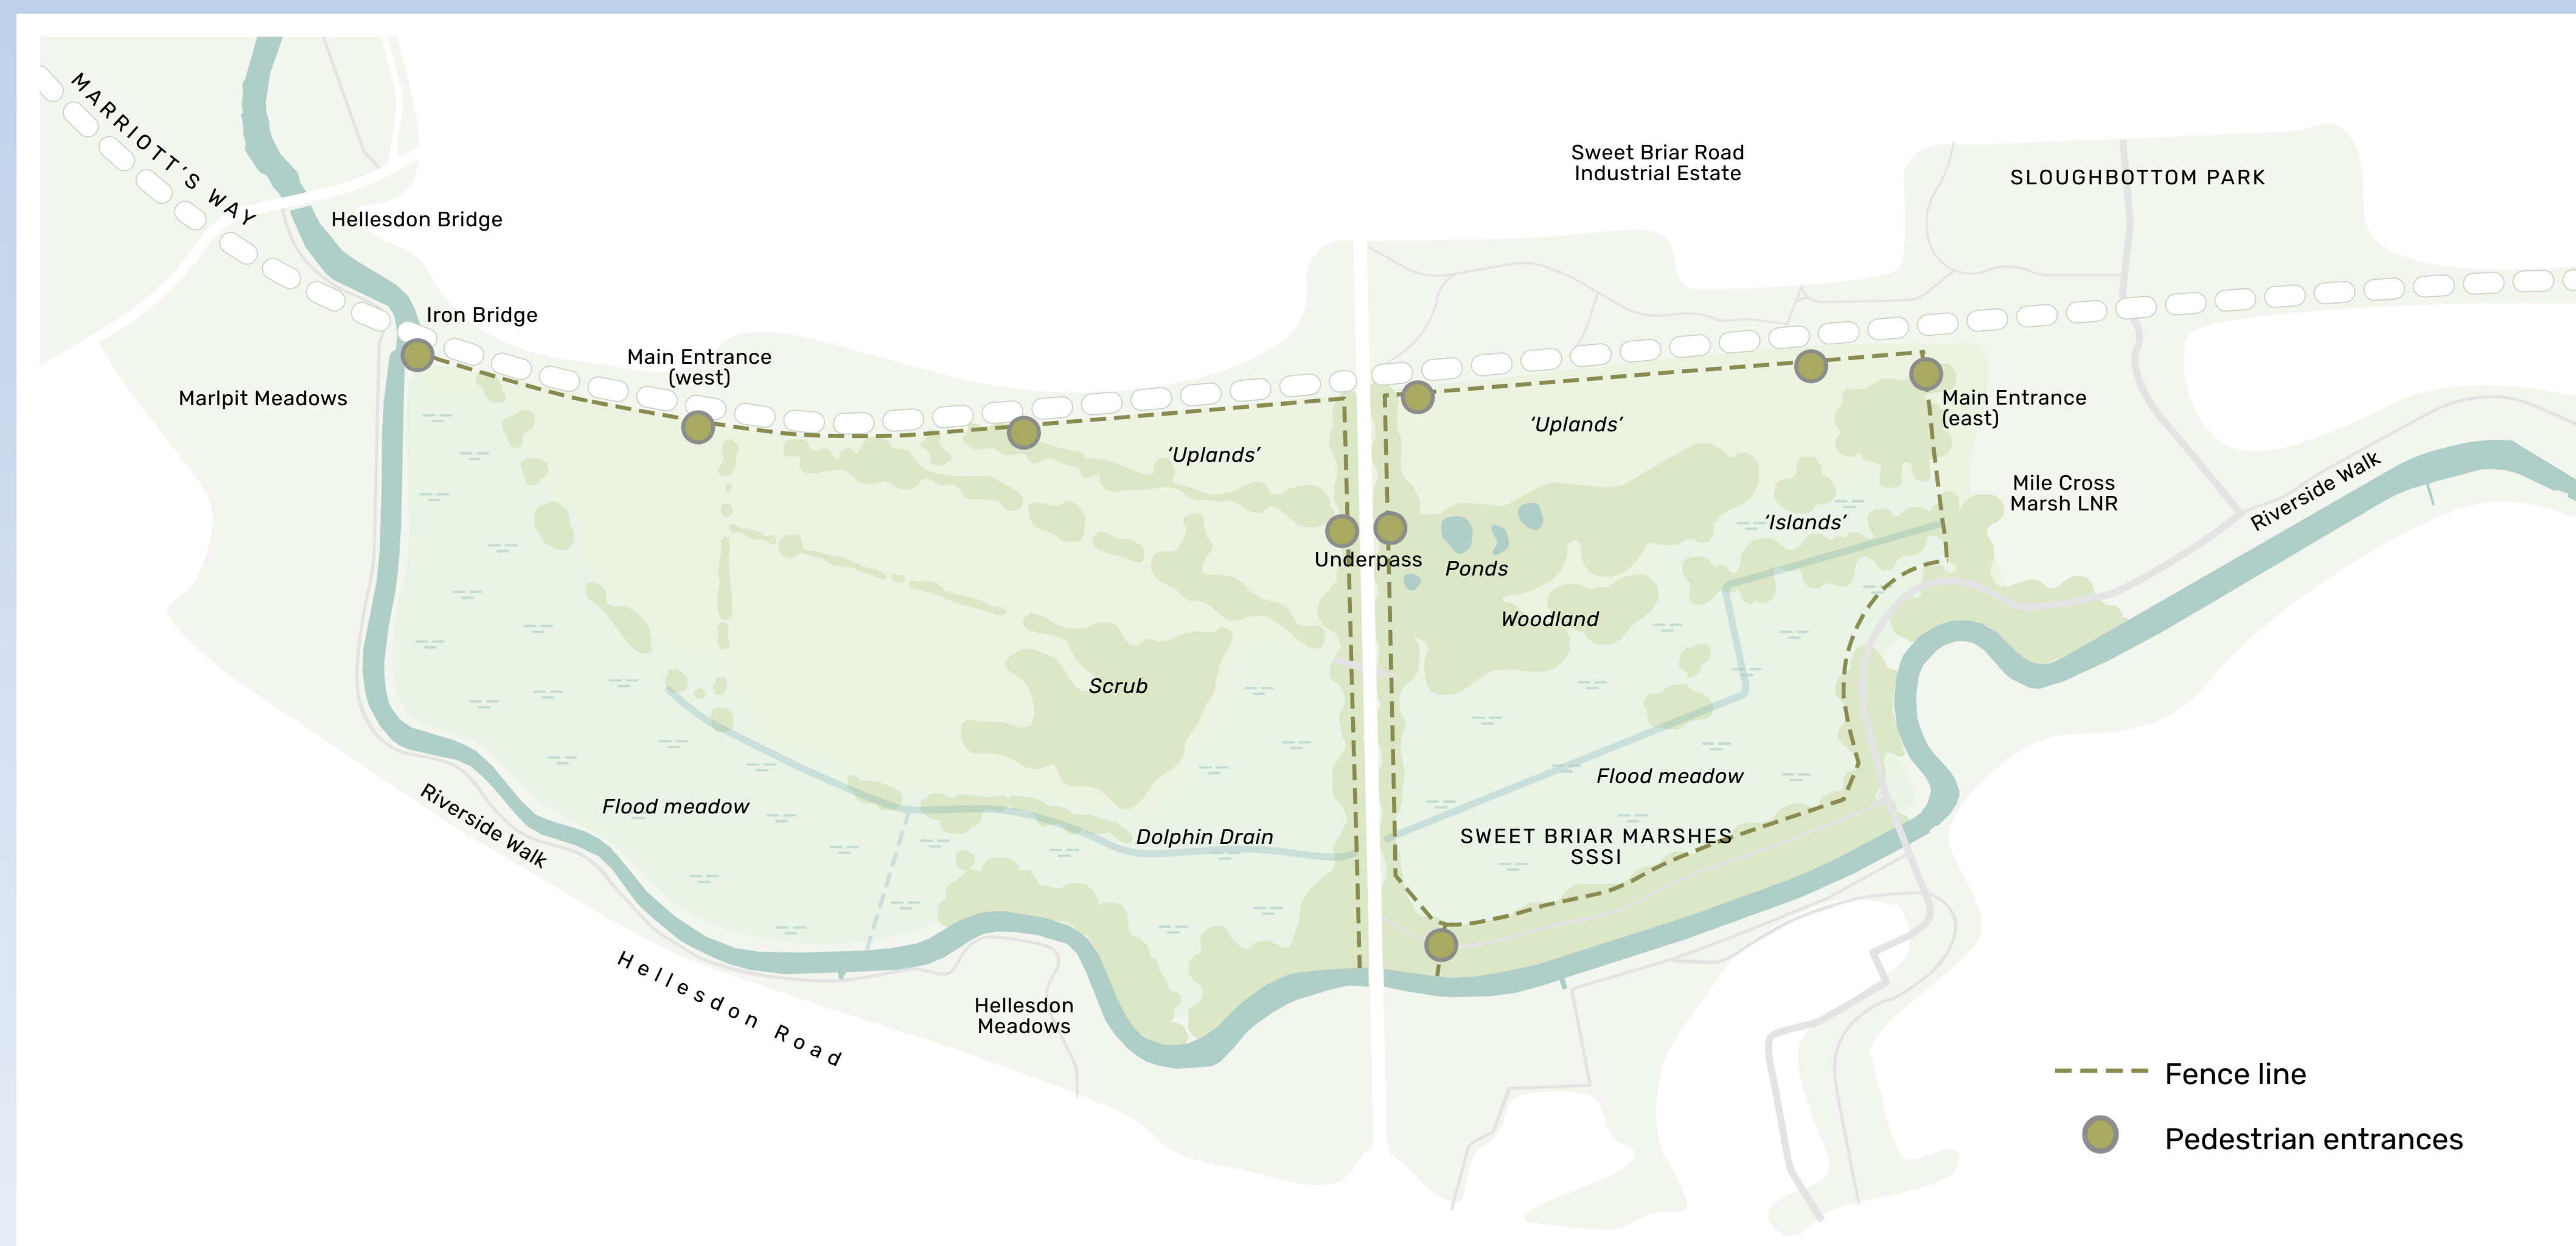 MARRIOTT'S WAY
Hellesdon Bridge
Iron Bridge
Marlpit Meadows
Main Entrance
(west)
Sweet Briar Road
Industrial Estate
SLOUGHBOTTOM PARK
'Uplands'
'Uplands'
Main Entrance
(east)
Mile Cross
Marsh LNR
Riverside Walk
'Islands'
Underpass
Ponds
Woodland
Scrub
Flood meadow
Flood meadow
Dolphin Drain
SWEET BRIAR MARSHES
SSSI
Riverside Walk
Hellesdon Road
Hellesdon
Meadows
Fence line
Pedestrian entrances